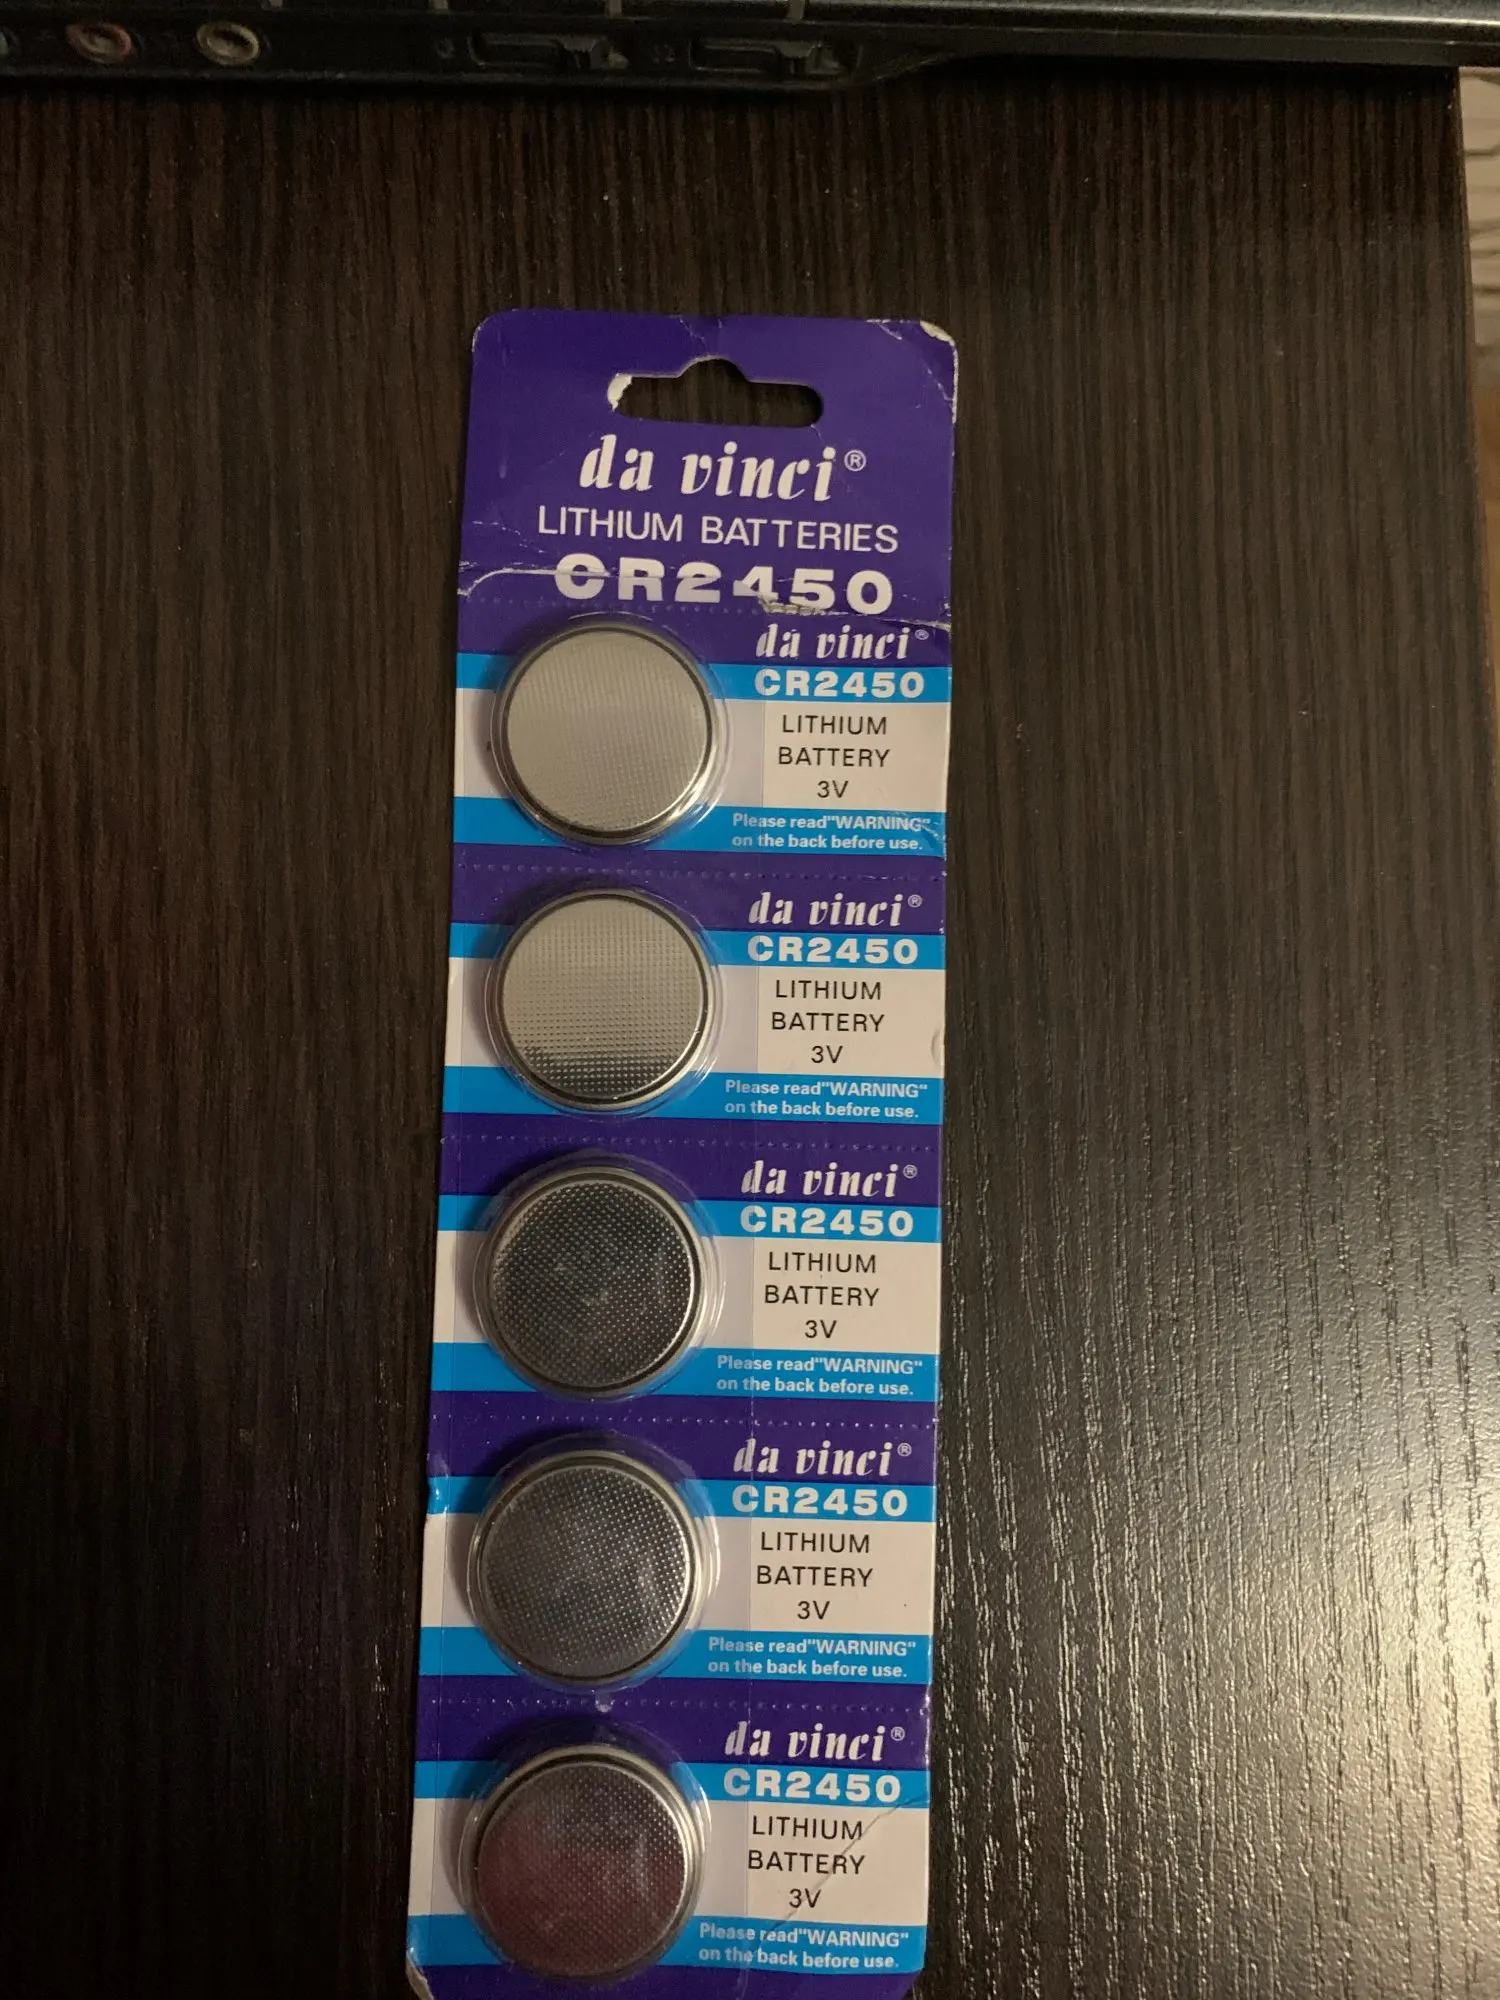 da vinci®
LITHIUM BATTERIES
CR2450
da vinci®
CR2450
LITHIUM
BATTERY
3V
Please read"WARNING"
on the back before use.
da vinci®
CR2450
LITHIUM
BATTERY
3V
Please read"WARNING"
on the back before use.
da vinci®
CR2450
LITHIUM
BATTERY
3V
Please read"WARNING"
on the back before use.
da vinci®
CR2450
LITHIUM
BATTERY
3V
Please read"WARNING"
on the back before use.
da vinci®
CR2450
LITHIUM
BATTERY
3V
Please read"WARNING"
on the back before use.